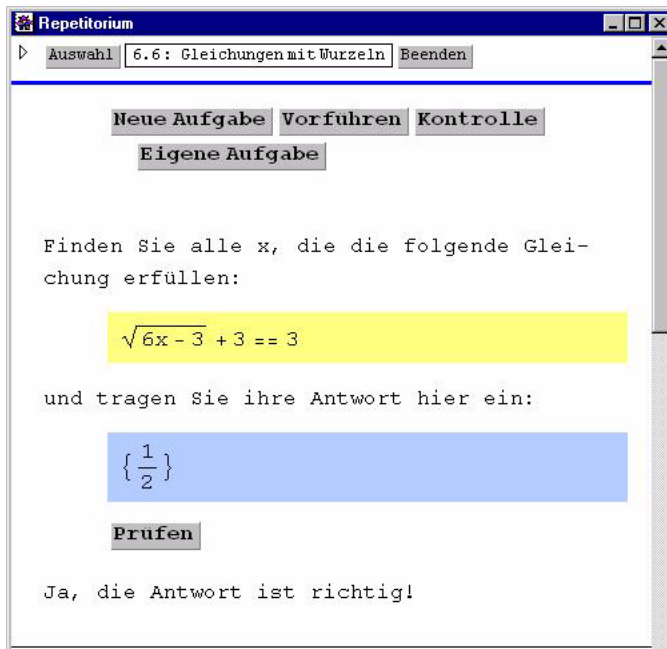 Repetitorium
Auswahl 6.6: Gleichungen mit Wurzeln Beenden
Neue Aufgabe Vorführen Kontrolle
Eigene Aufgabe
Finden Sie alle x, die die folgende Glei-
chung erfüllen:
√(6x - 3) + 3 == 3
und tragen Sie ihre Antwort hier ein:
{1/2}
Prüfen
Ja, die Antwort ist richtig!